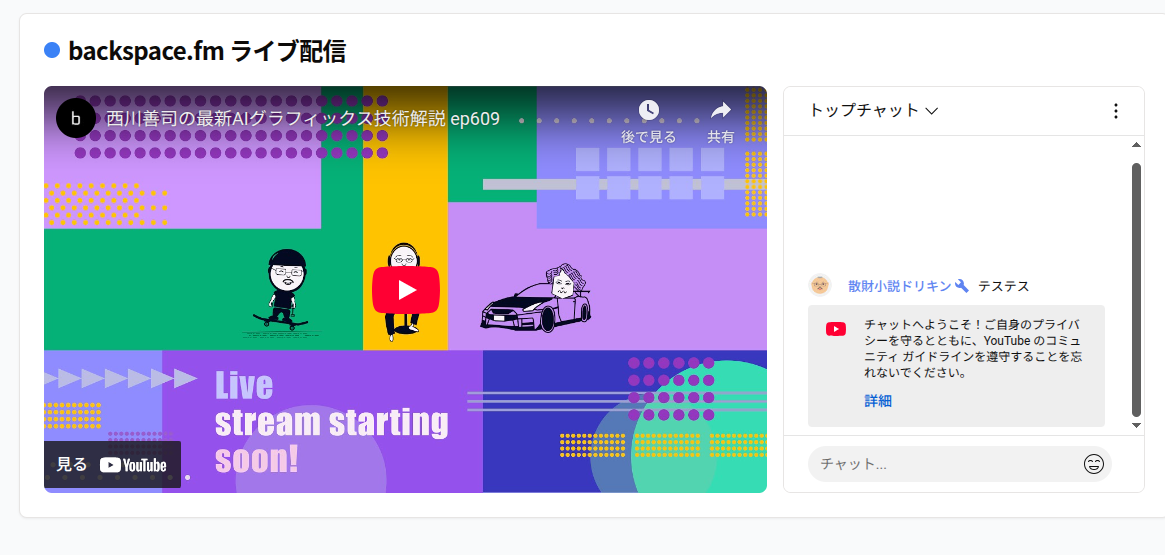 backspace.fm ライブ配信
b
西川善司の最新AIグラフィックス技術解説 ep609
後で見る
共有
Live
stream starting
soon!
見る YouTube
トップチャット
散財小説ドリキン テステス
チャットへようこそ！ご自身のプライバ
シーを守るとともに、YouTube のコミュ
ニティ ガイドラインを遵守することを忘
れないでください。
詳細
チャット...